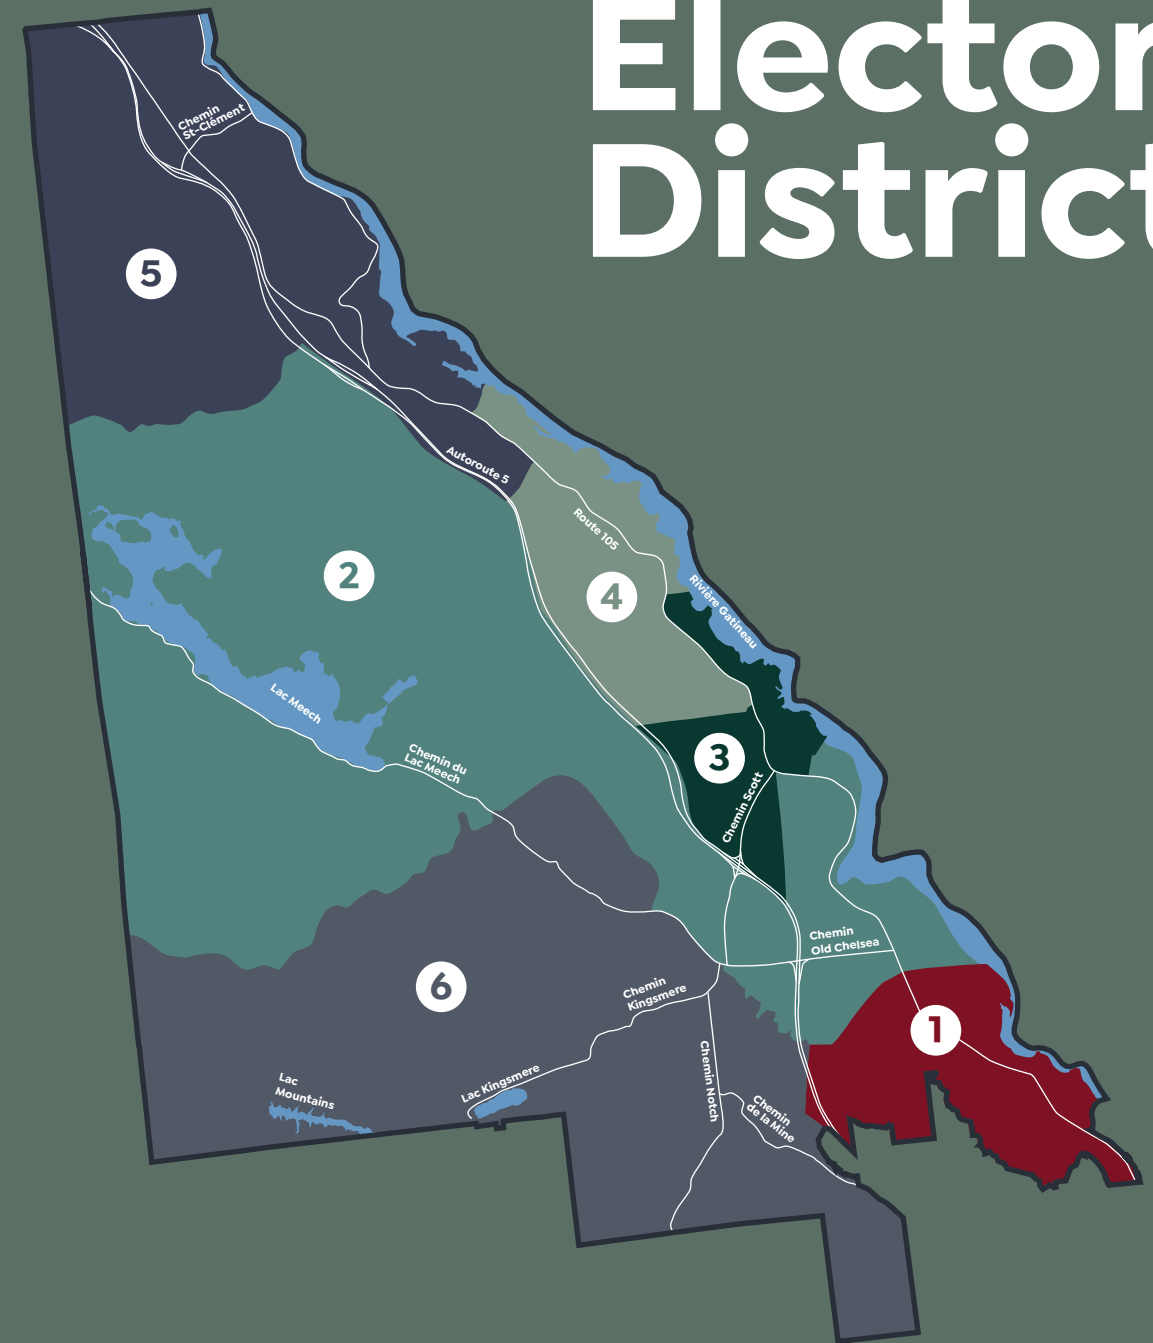 Elector
District
Chemin
St-Clément
5
Autoroute 5
2
Route 105
4
Rivière Gatineau
Lac Meech
Chemin du
Lac Meech
3
Chemin Scott
Chemin
Old Chelsea
6
Chemin
Kingsmere
1
Lac Kingsmere
Chemin Notch
Lac
Mountains
Chemin
de la Mine